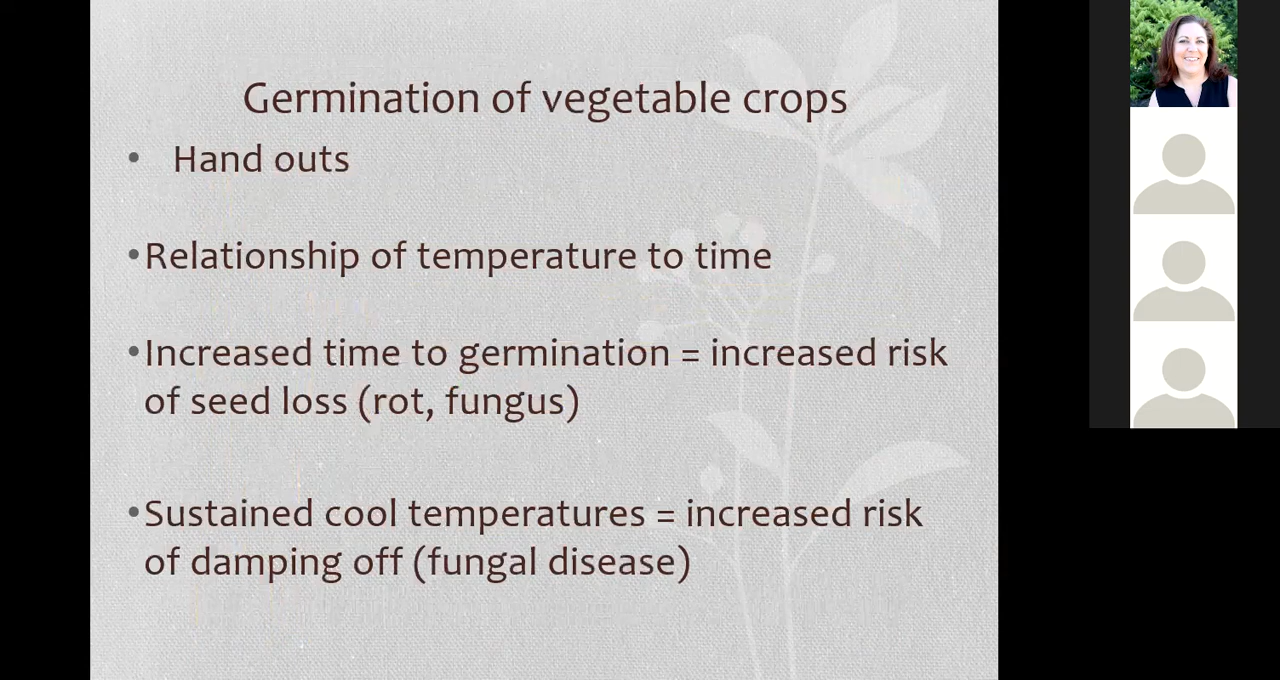 Germination of vegetable crops
• Hand outs
•Relationship of temperature to time
•Increased time to germination = increased risk
of seed loss (rot, fungus)
•Sustained cool temperatures = increased risk
of damping off (fungal disease)